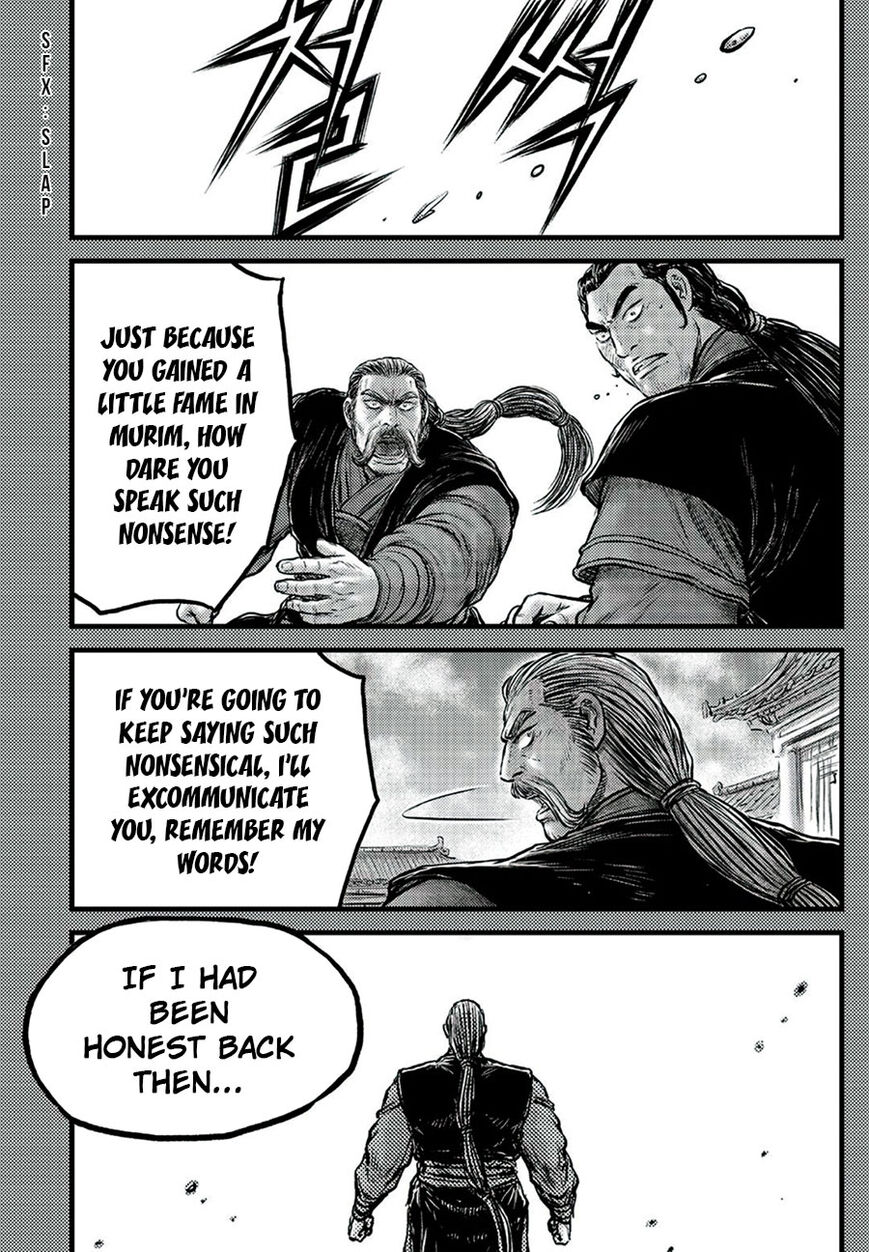 SFX : SLAP
철썩
JUST BECAUSE
YOU GAINED A
LITTLE FAME IN
MURIM, HOW
DARE YOU
SPEAK SUCH
NONSENSE!
IF YOU'RE GOING TO
KEEP SAYING SUCH
NONSENSICAL, I'LL
EXCOMMUNICATE
YOU, REMEMBER MY
WORDS!
IF I HAD
BEEN
HONEST BACK
THEN...